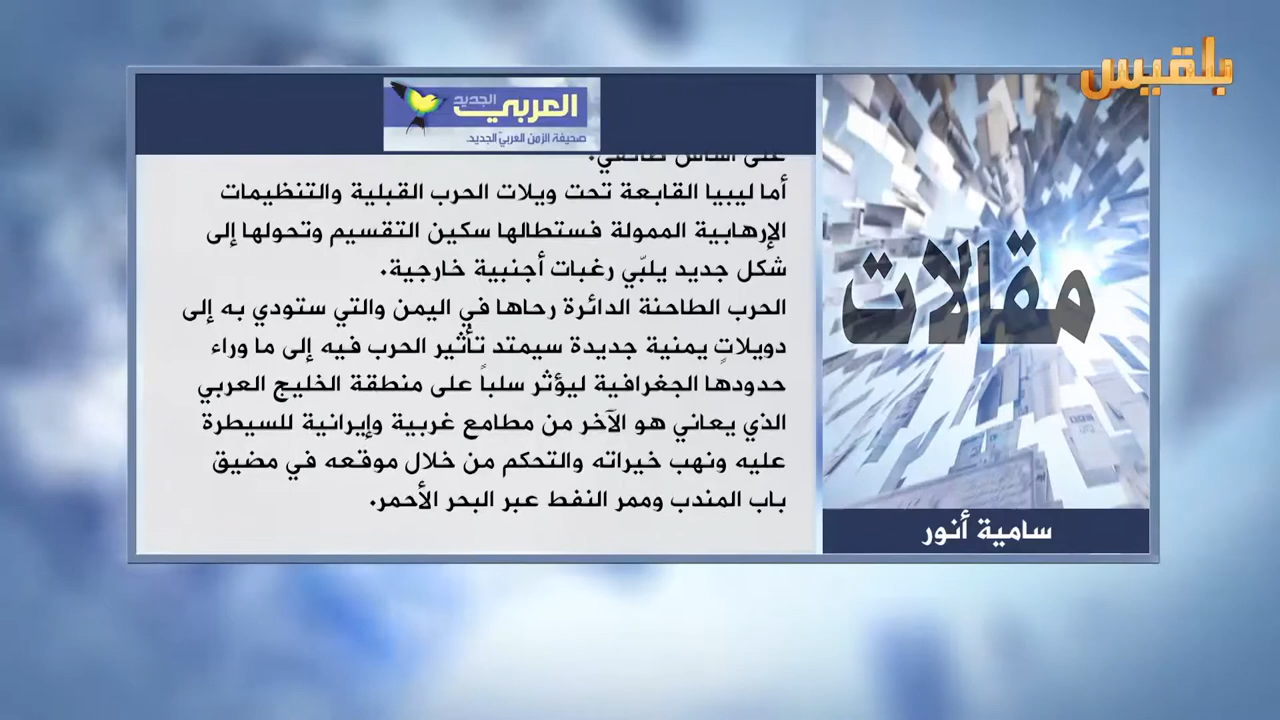 بلقيس
العربي الجديد
صحيفة الزمن العربي الجديد.
على أساس طائفي.
أما ليبيا القابعة تحت ويلات الحرب القبلية والتنظيمات
الإرهابية الممولة فستطالها سكين التقسيم وتحولها إلى
شكل جديد يلبّي رغبات أجنبية خارجية.
الحرب الطاحنة الدائرة رحاها في اليمن والتي ستودي به إلى
دويلاتٍ يمنية جديدة سيمتد تأثير الحرب فيه إلى ما وراء
حدودها الجغرافية ليؤثر سلباً على منطقة الخليج العربي
الذي يعاني هو الآخر من مطامع غربية وإيرانية للسيطرة
عليه ونهب خيراته والتحكم من خلال موقعه في مضيق
باب المندب وممر النفط عبر البحر الأحمر.
مقالات
سامية أنور